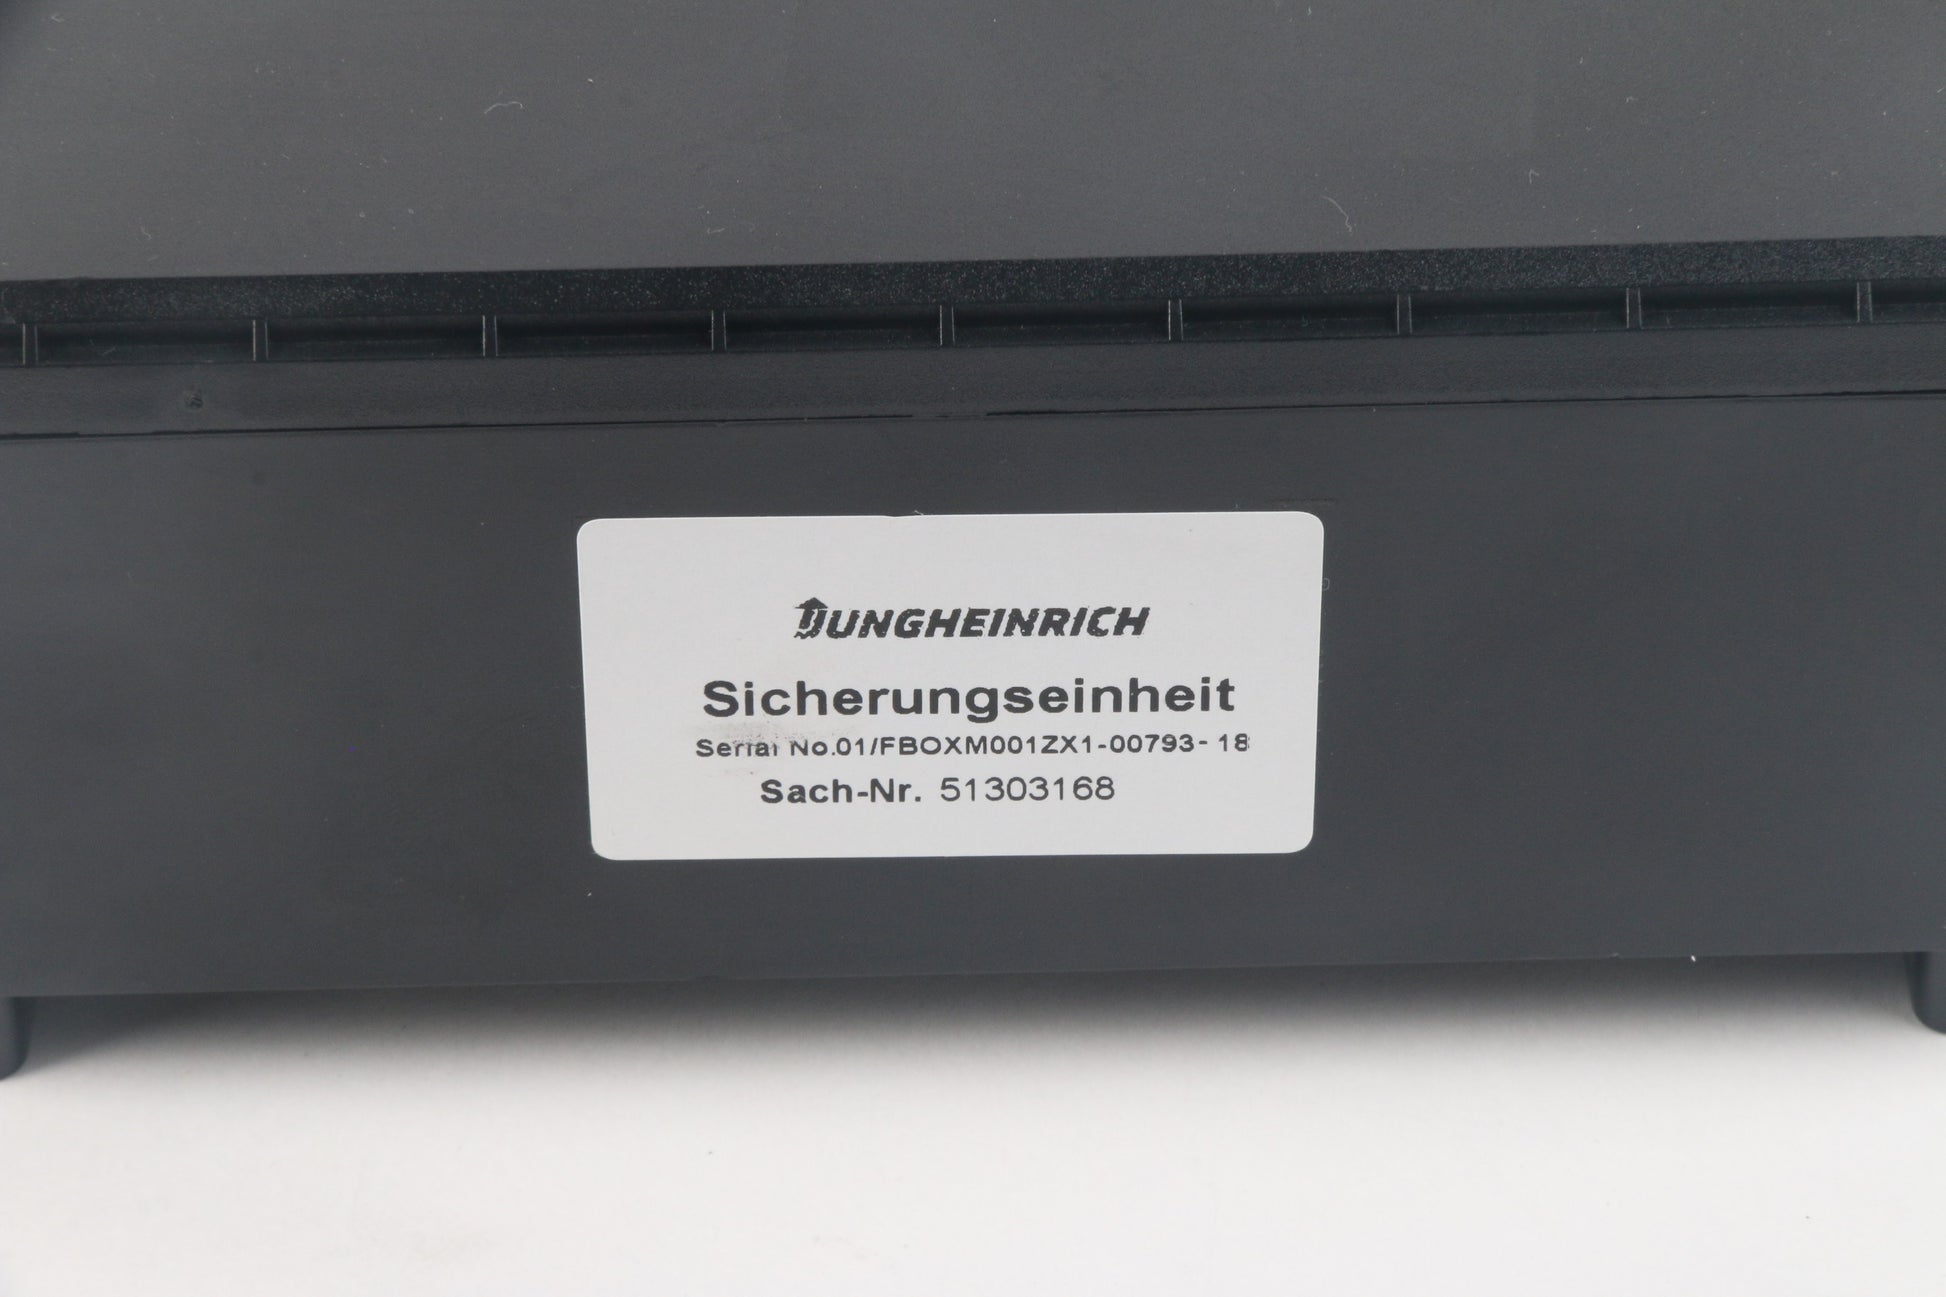 JUNGHEINRICH
Sicherungseinheit
Serial No.01/FBOXM001ZX1-00793- 18
Sach-Nr. 51303168